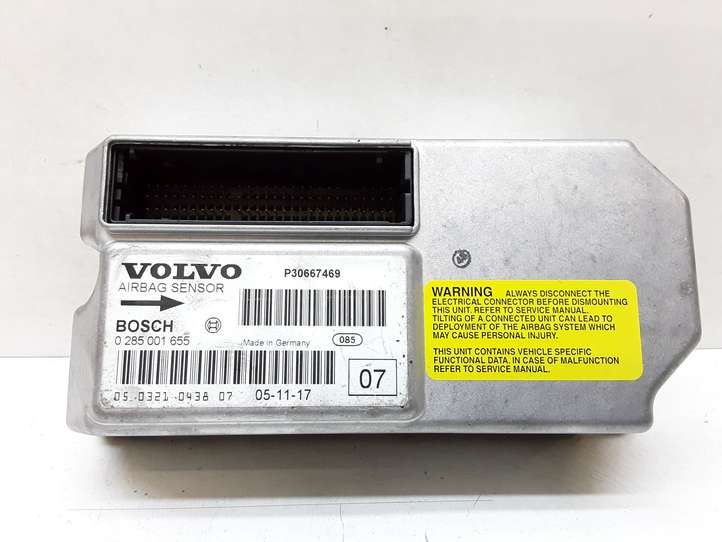 VOLVO
P30667469
AIRBAG SENSOR
BOSCH
0 285 001 655
Made in Germany
085
07
05 0321 0438 07
05-11-17
WARNING ALWAYS DISCONNECT THE
ELECTRICAL CONNECTOR BEFORE DISMOUNTING
THIS UNIT. REFER TO SERVICE MANUAL.
TILTING OF A CONNECTED UNIT CAN LEAD TO
DEPLOYMENT OF THE AIRBAG SYSTEM WHICH
MAY CAUSE PERSONAL INJURY.
THIS UNIT CONTAINS VEHICLE SPECIFIC
FUNCTIONAL DATA. IN CASE OF MALFUNCTION
REFER TO SERVICE MANUAL.